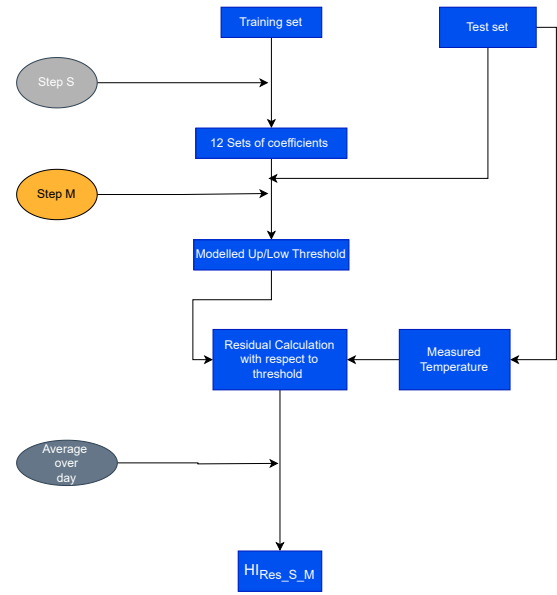 Training set
Test set
Step S
12 Sets of coefficients
Step M
Modelled Up/Low Threshold
Residual Calculation
with respect to
threshold
Measured
Temperature
Average
over
day
HIRes_S_M